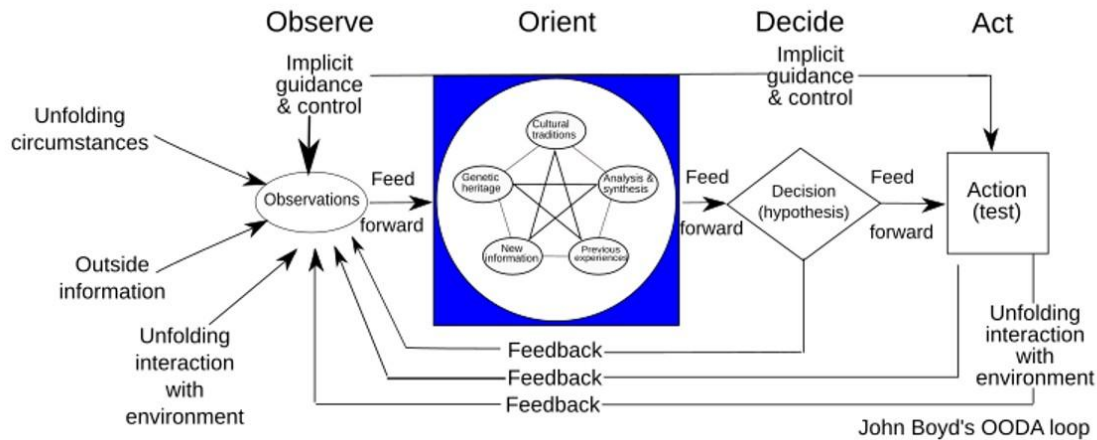 Observe
Orient
Decide
Act
Implicit
guidance
& control
Implicit
guidance
& control
Unfolding
circumstances
Observations
Feed
forward
Cultural
traditions
Genetic
heritage
Analysis &
synthesis
New
information
Previous
experiences
Feed
forward
Decision
(hypothesis)
Feed
forward
Action
(test)
Outside
information
Unfolding
interaction
with
environment
Unfolding
interaction
with
environment
Feedback
Feedback
Feedback
John Boyd's OODA loop